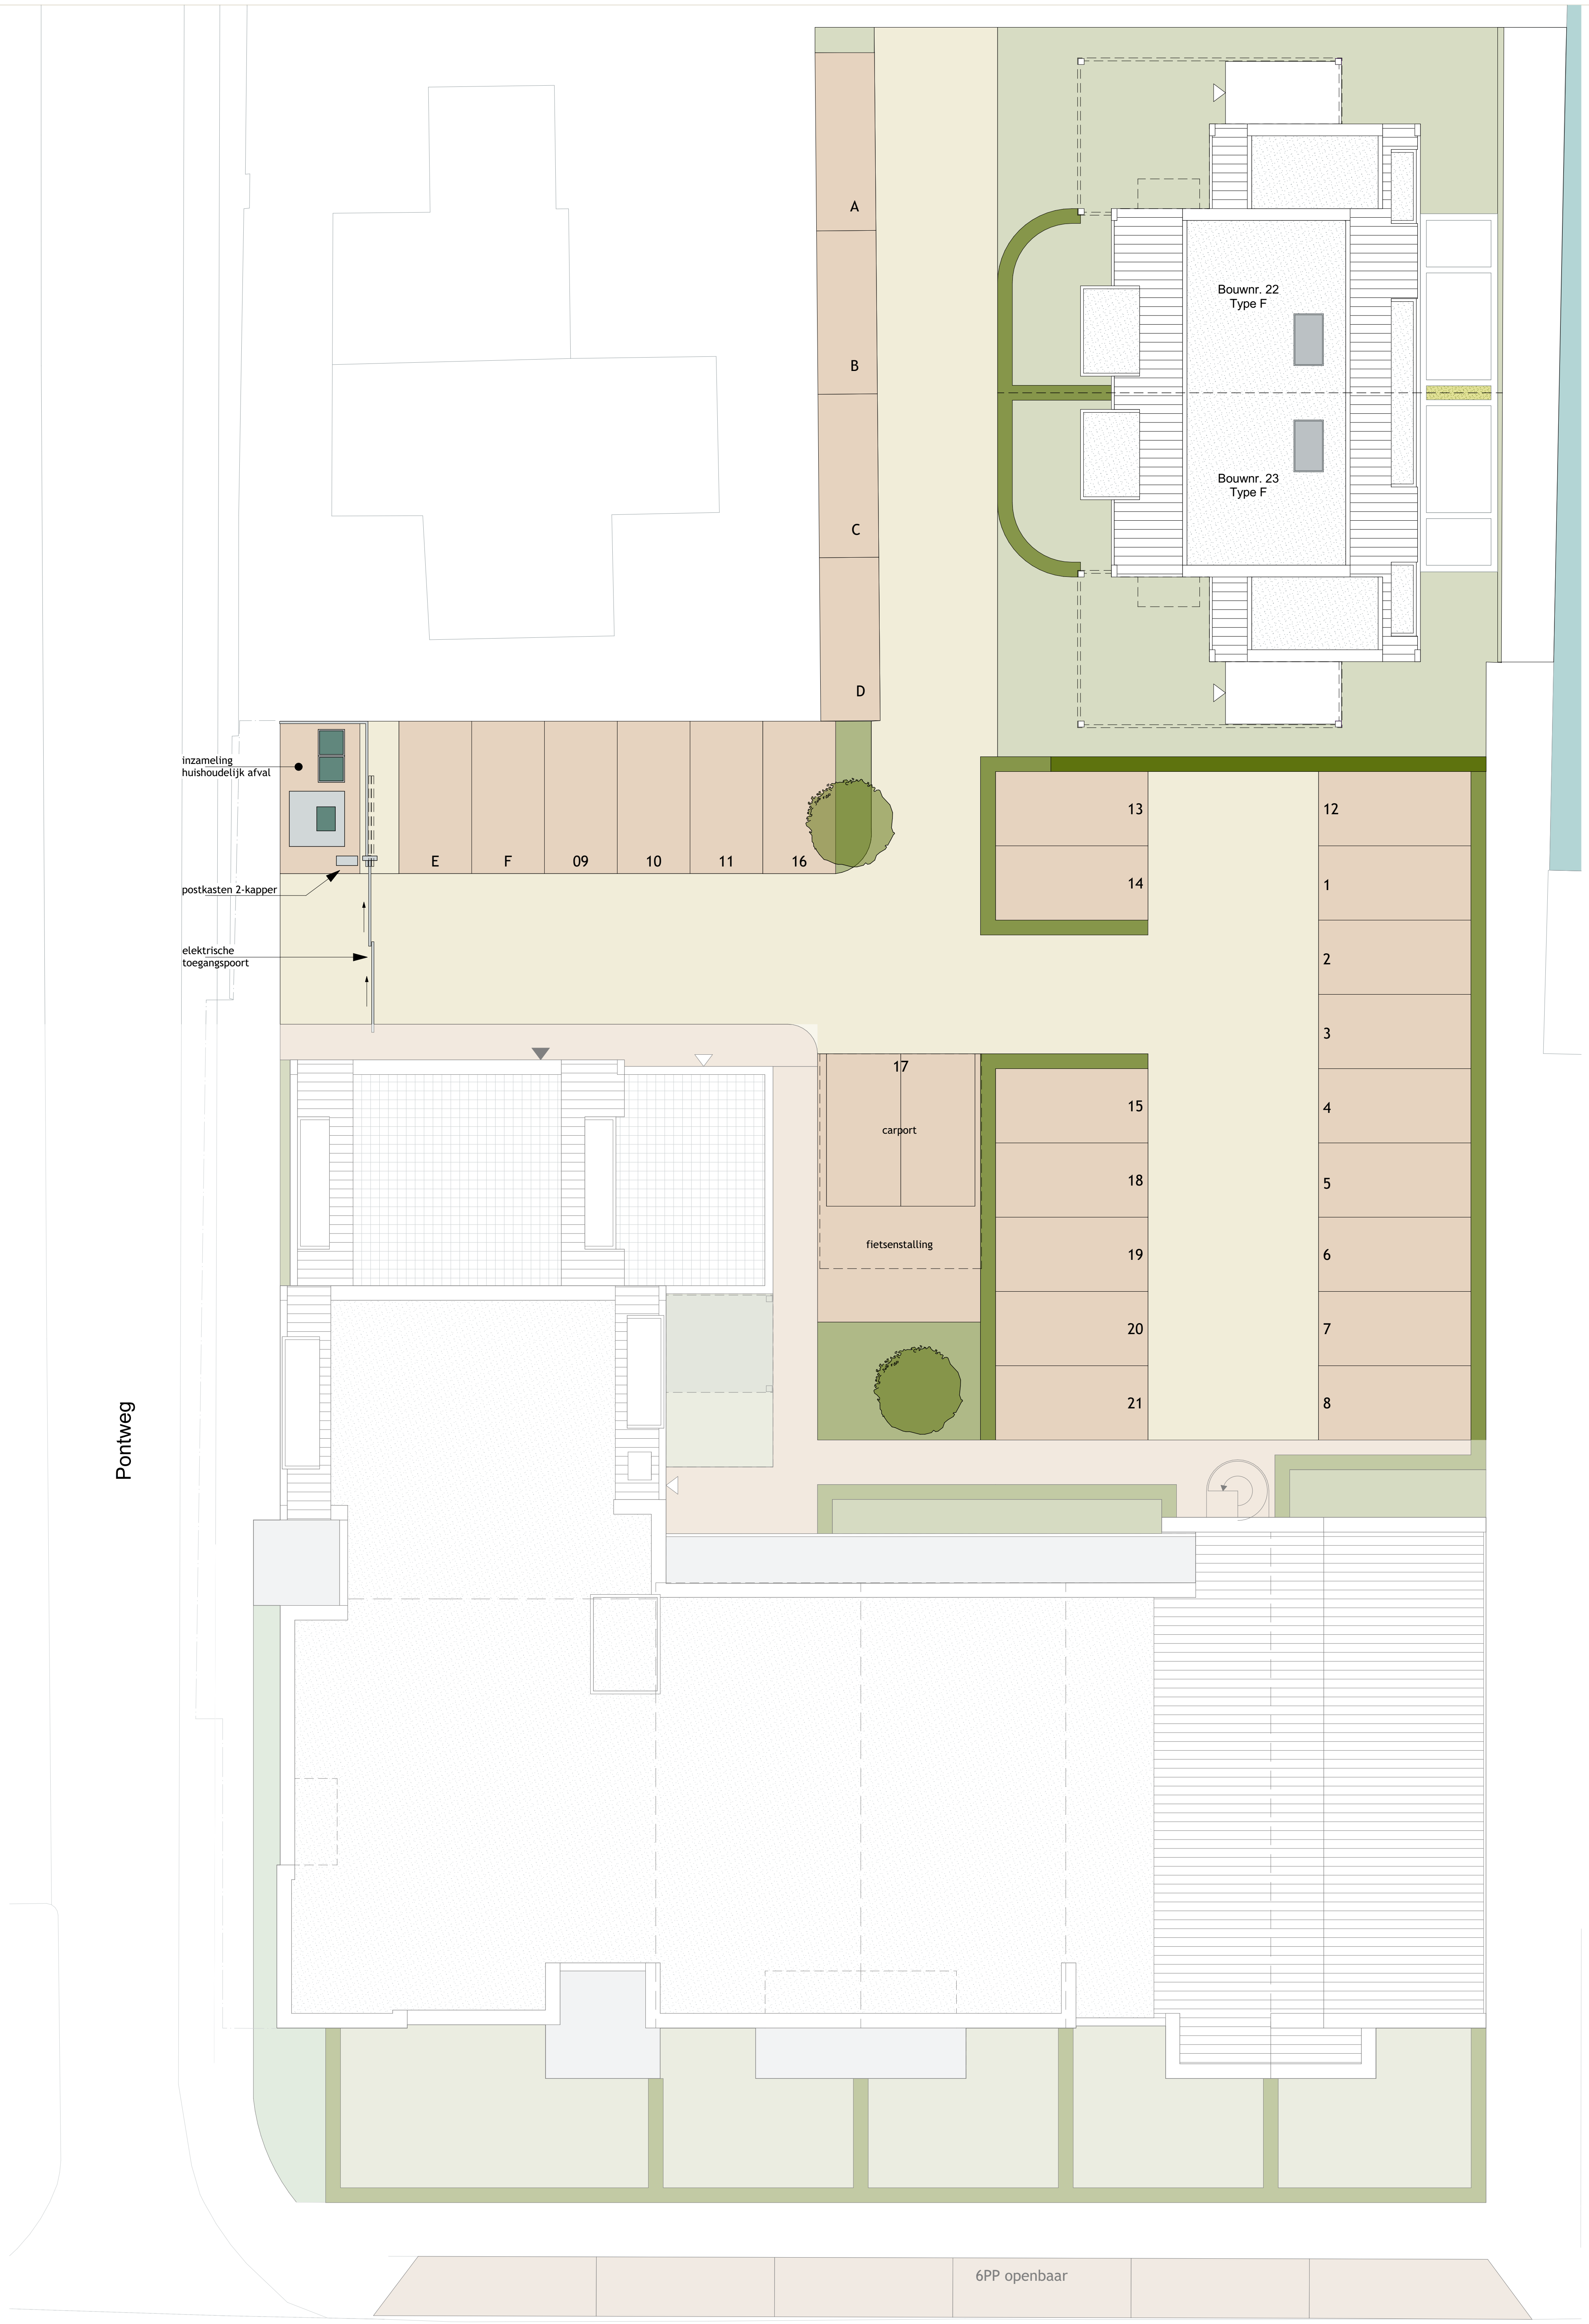 A
Bouwnr. 22
Type F
B
Bouwnr. 23
Type F
C
D
inzameling
huishoudelijk afval
E
F
09
10
11
16
postkasten 2-kapper
elektrische
toegangspoort
13
12
14
1
2
3
17
carport
15
4
18
5
fietsenstalling
19
6
20
7
21
8
Pontweg
6PP openbaar